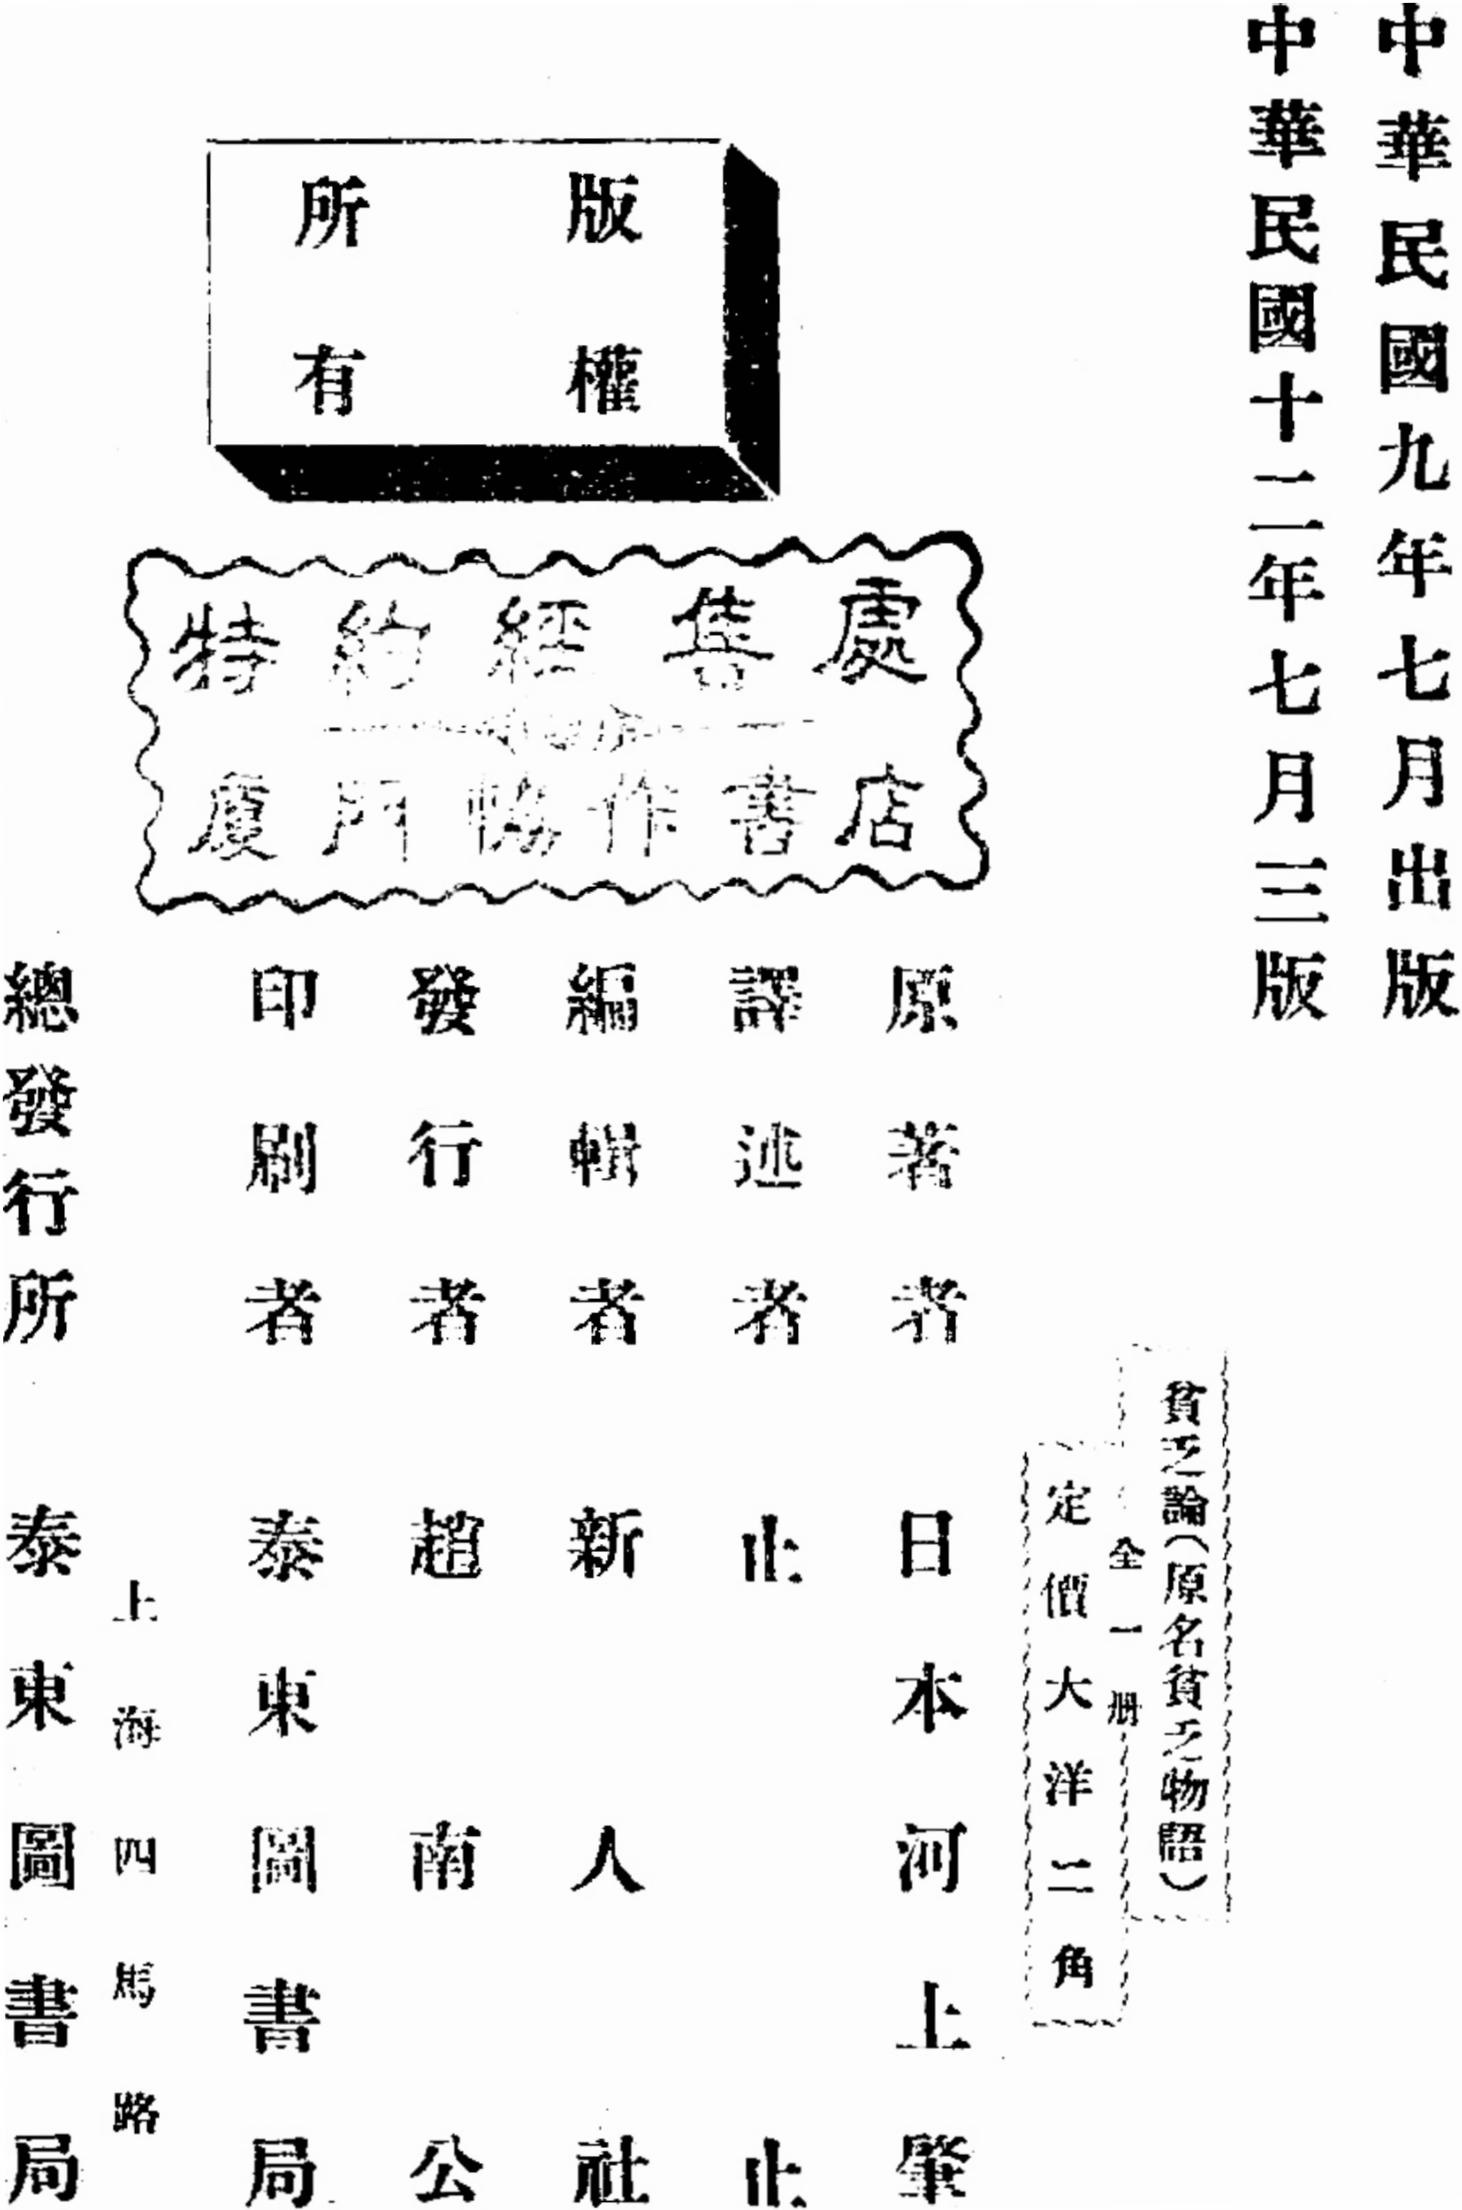 中華民國九年七月出版
中華民國十二年七月三版
貧乏論(原名貧乏物語)
全一册
定價大洋二角
版權
所有
特約經售處
廈門協作書店
原著者 日本河上肇
譯述者 止止
編輯者 新人社
發行者 趙南公
印刷者 泰東圖書局
上海四馬路
總發行所 泰東圖書局